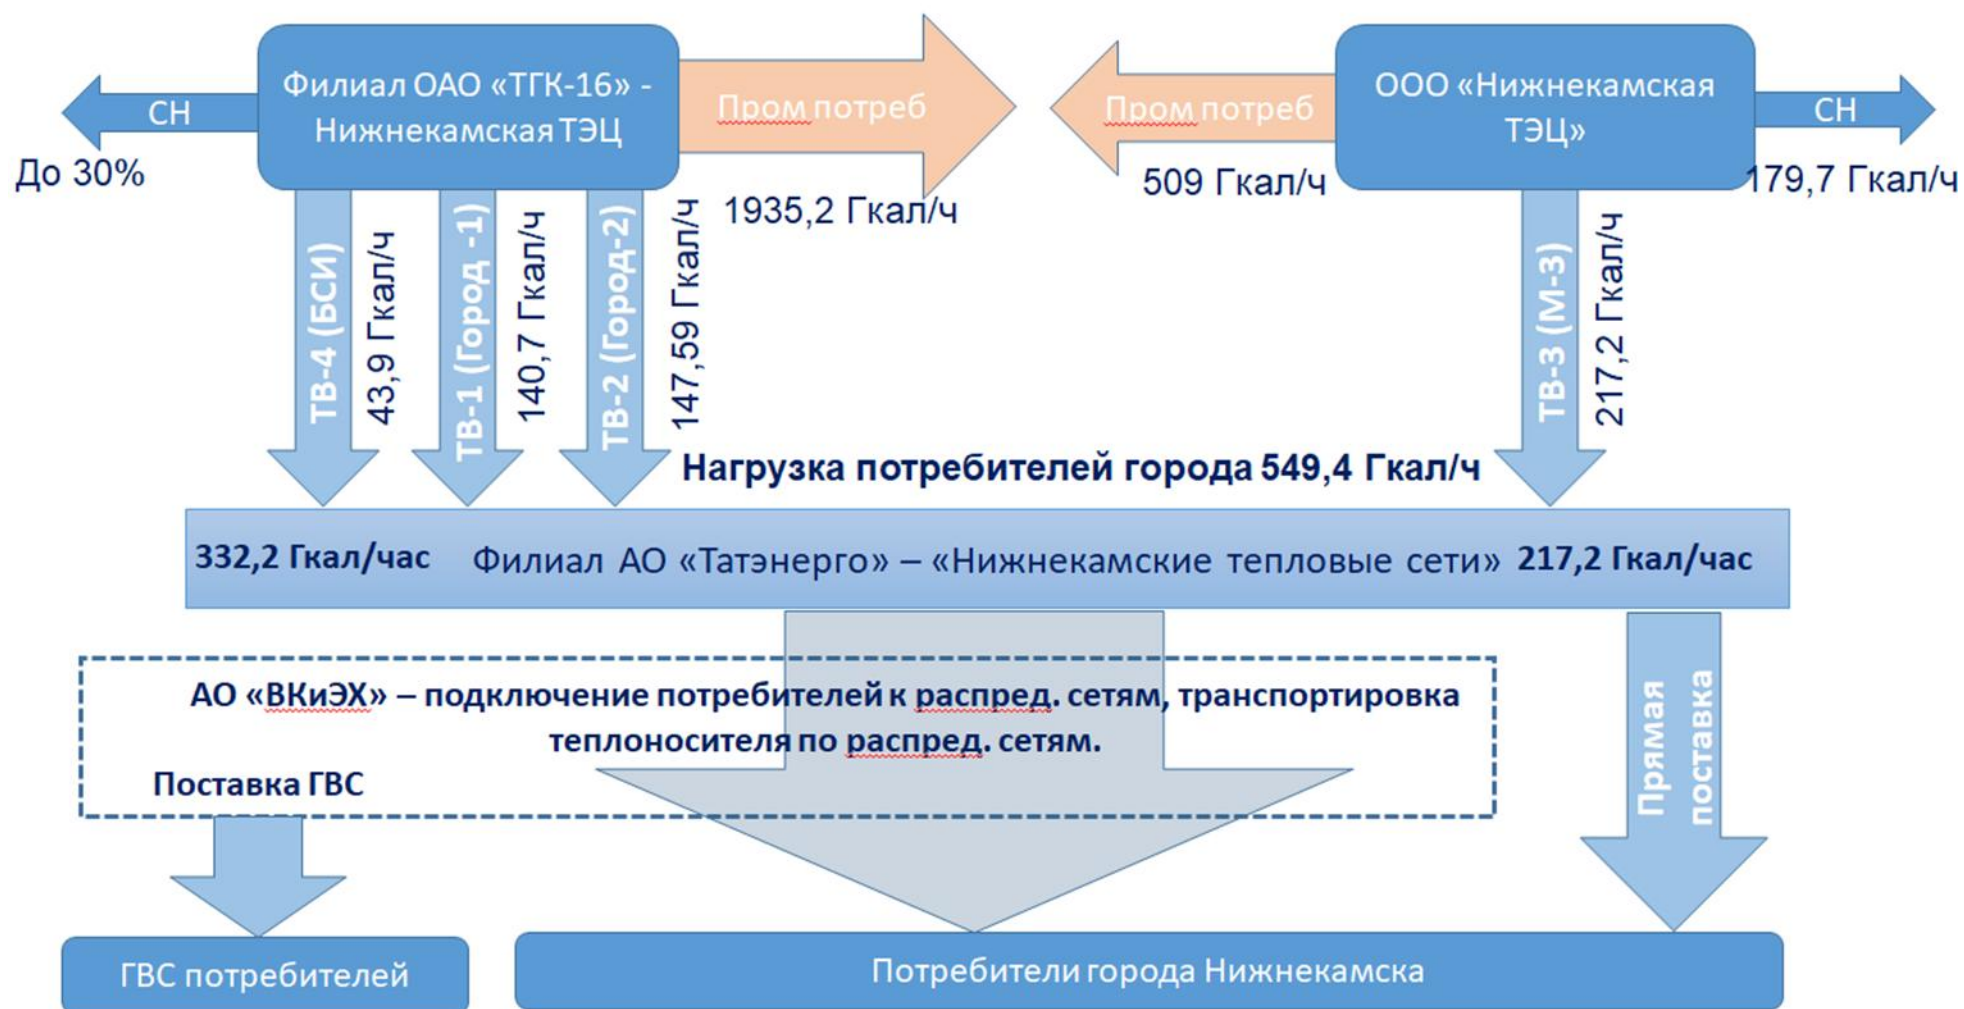 Филиал ОАО «ТГК-16» -
Нижнекамская ТЭЦ
СН
До 30%
Пром потреб
1935,2 Гкал/ч
Пром потреб
509 Гкал/ч
ООО «Нижнекамская
ТЭЦ»
СН
179,7 Гкал/ч
ТВ-4 (БСИ)
43,9 Гкал/ч
ТВ-1 (Город -1)
140,7 Гкал/ч
ТВ-2 (Город-2)
147,59 Гкал/ч
ТВ-3 (М-3)
217,2 Гкал/ч
Нагрузка потребителей города 549,4 Гкал/ч
332,2 Гкал/час
Филиал АО «Татэнерго» – «Нижнекамские тепловые сети»
217,2 Гкал/час
АО «ВКиЭХ» – подключение потребителей к распред. сетям, транспортировка
теплоносителя по распред. сетям.
Поставка ГВС
Прямая
поставка
ГВС потребителей
Потребители города Нижнекамска